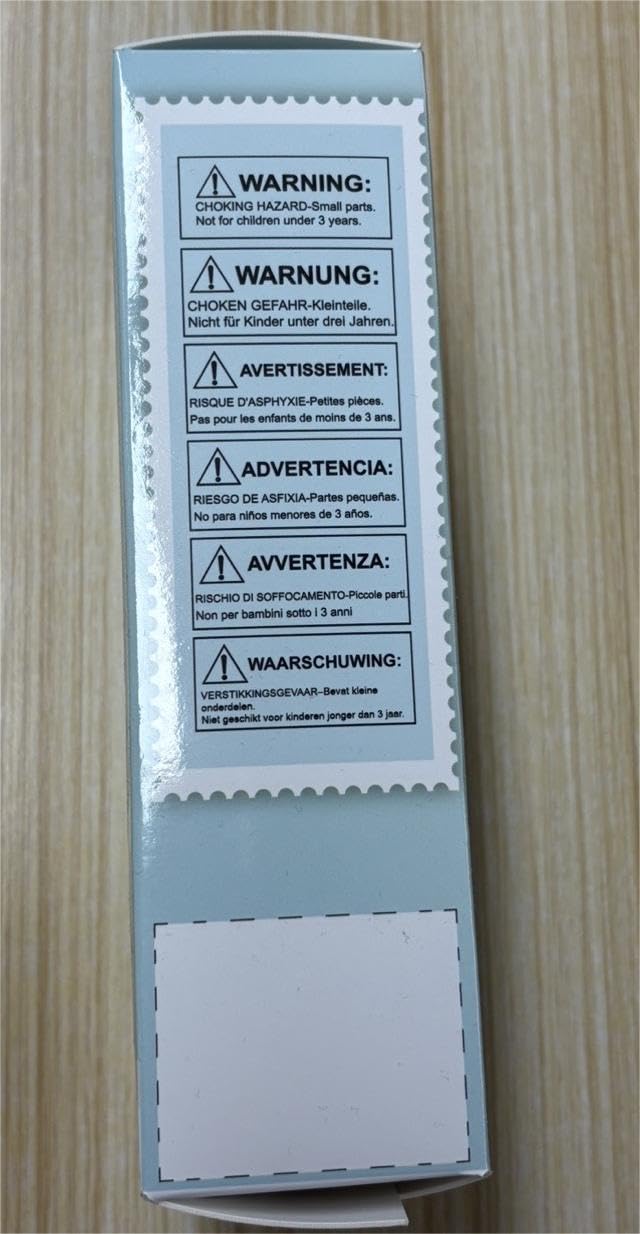 WARNING:
CHOKING HAZARD-Small parts.
Not for children under 3 years.
WARNUNG:
CHOKEN GEFAHR-Kleinteile.
Nicht für Kinder unter drei Jahren.
AVERTISSEMENT:
RISQUE D'ASPHYXIE-Petites pièces.
Pas pour les enfants de moins de 3 ans.
ADVERTENCIA:
RIESGO DE ASFIXIA-Partes pequeñas.
No para niños menores de 3 años.
AVVERTENZA:
RISCHIO DI SOFFOCAMENTO-Piccole parti.
Non per bambini sotto i 3 anni
WAARSCHUWING:
VERSTIKKINGSGEVAAR–Bevat kleine
onderdelen.
Niet geschikt voor kinderen jonger dan 3 jaar.